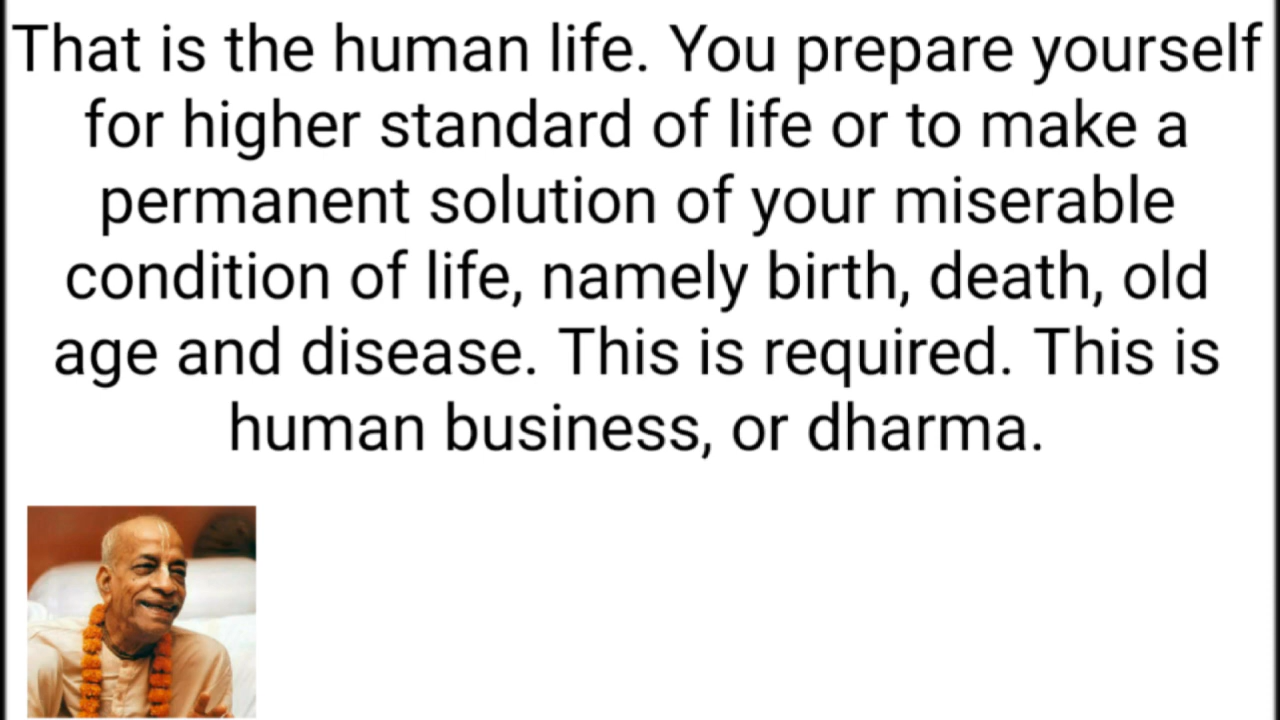 That is the human life. You prepare yourself
for higher standard of life or to make a
permanent solution of your miserable
condition of life, namely birth, death, old
age and disease. This is required. This is
human business, or dharma.